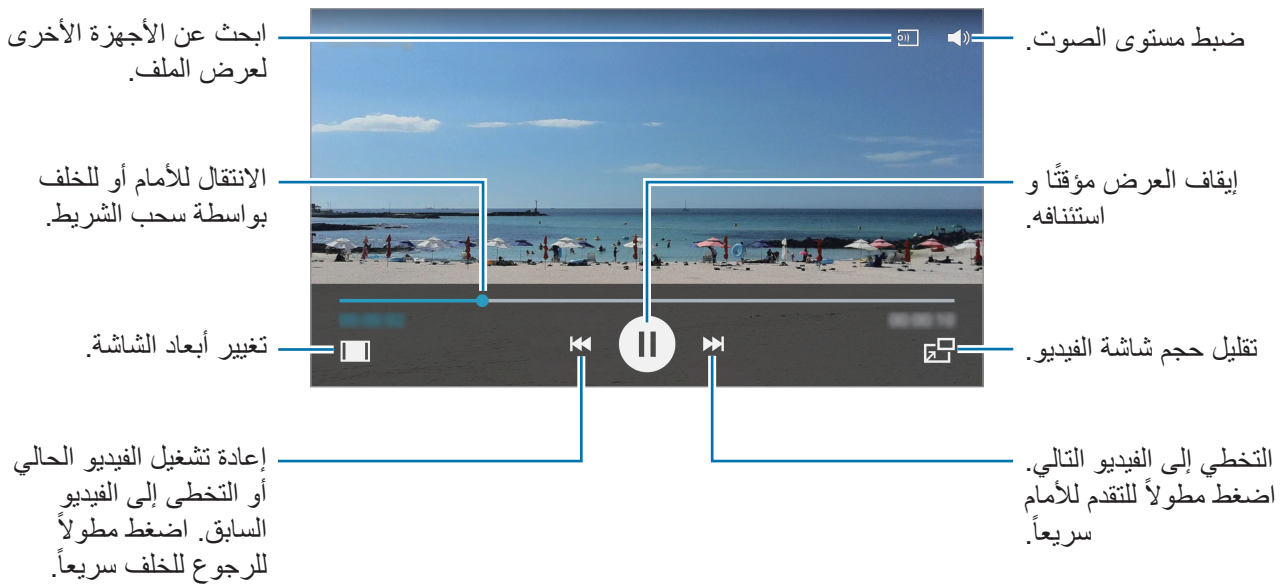 ضبط مستوى الصوت.
ابحث عن الأجهزة الأخرى
لعرض الملف.
إيقاف العرض مؤقتًا و
استئنافه.
الانتقال للأمام أو للخلف
بواسطة سحب الشريط.
تقليل حجم شاشة الفيديو.
تغيير أبعاد الشاشة.
التخطي إلى الفيديو التالي.
اضغط مطولاً للتقدم للأمام
سريعاً.
إعادة تشغيل الفيديو الحالي
أو التخطى إلى الفيديو
السابق. اضغط مطولاً
للرجوع للخلف سريعاً.